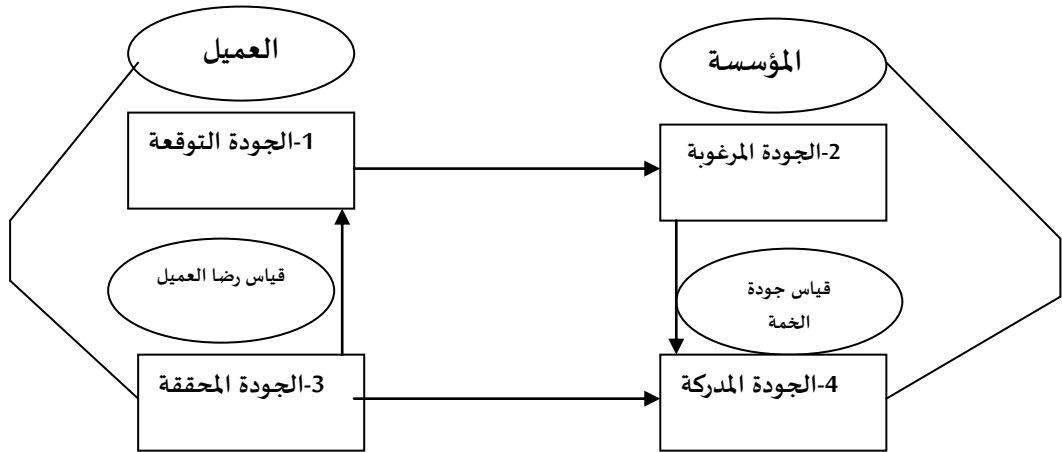 العميل
المؤسسة
1-الجودة التوقعة
2-الجودة المرغوبة
قياس رضا العميل
قياس جودة
الخمة
3-الجودة المحققة
4-الجودة المدركة